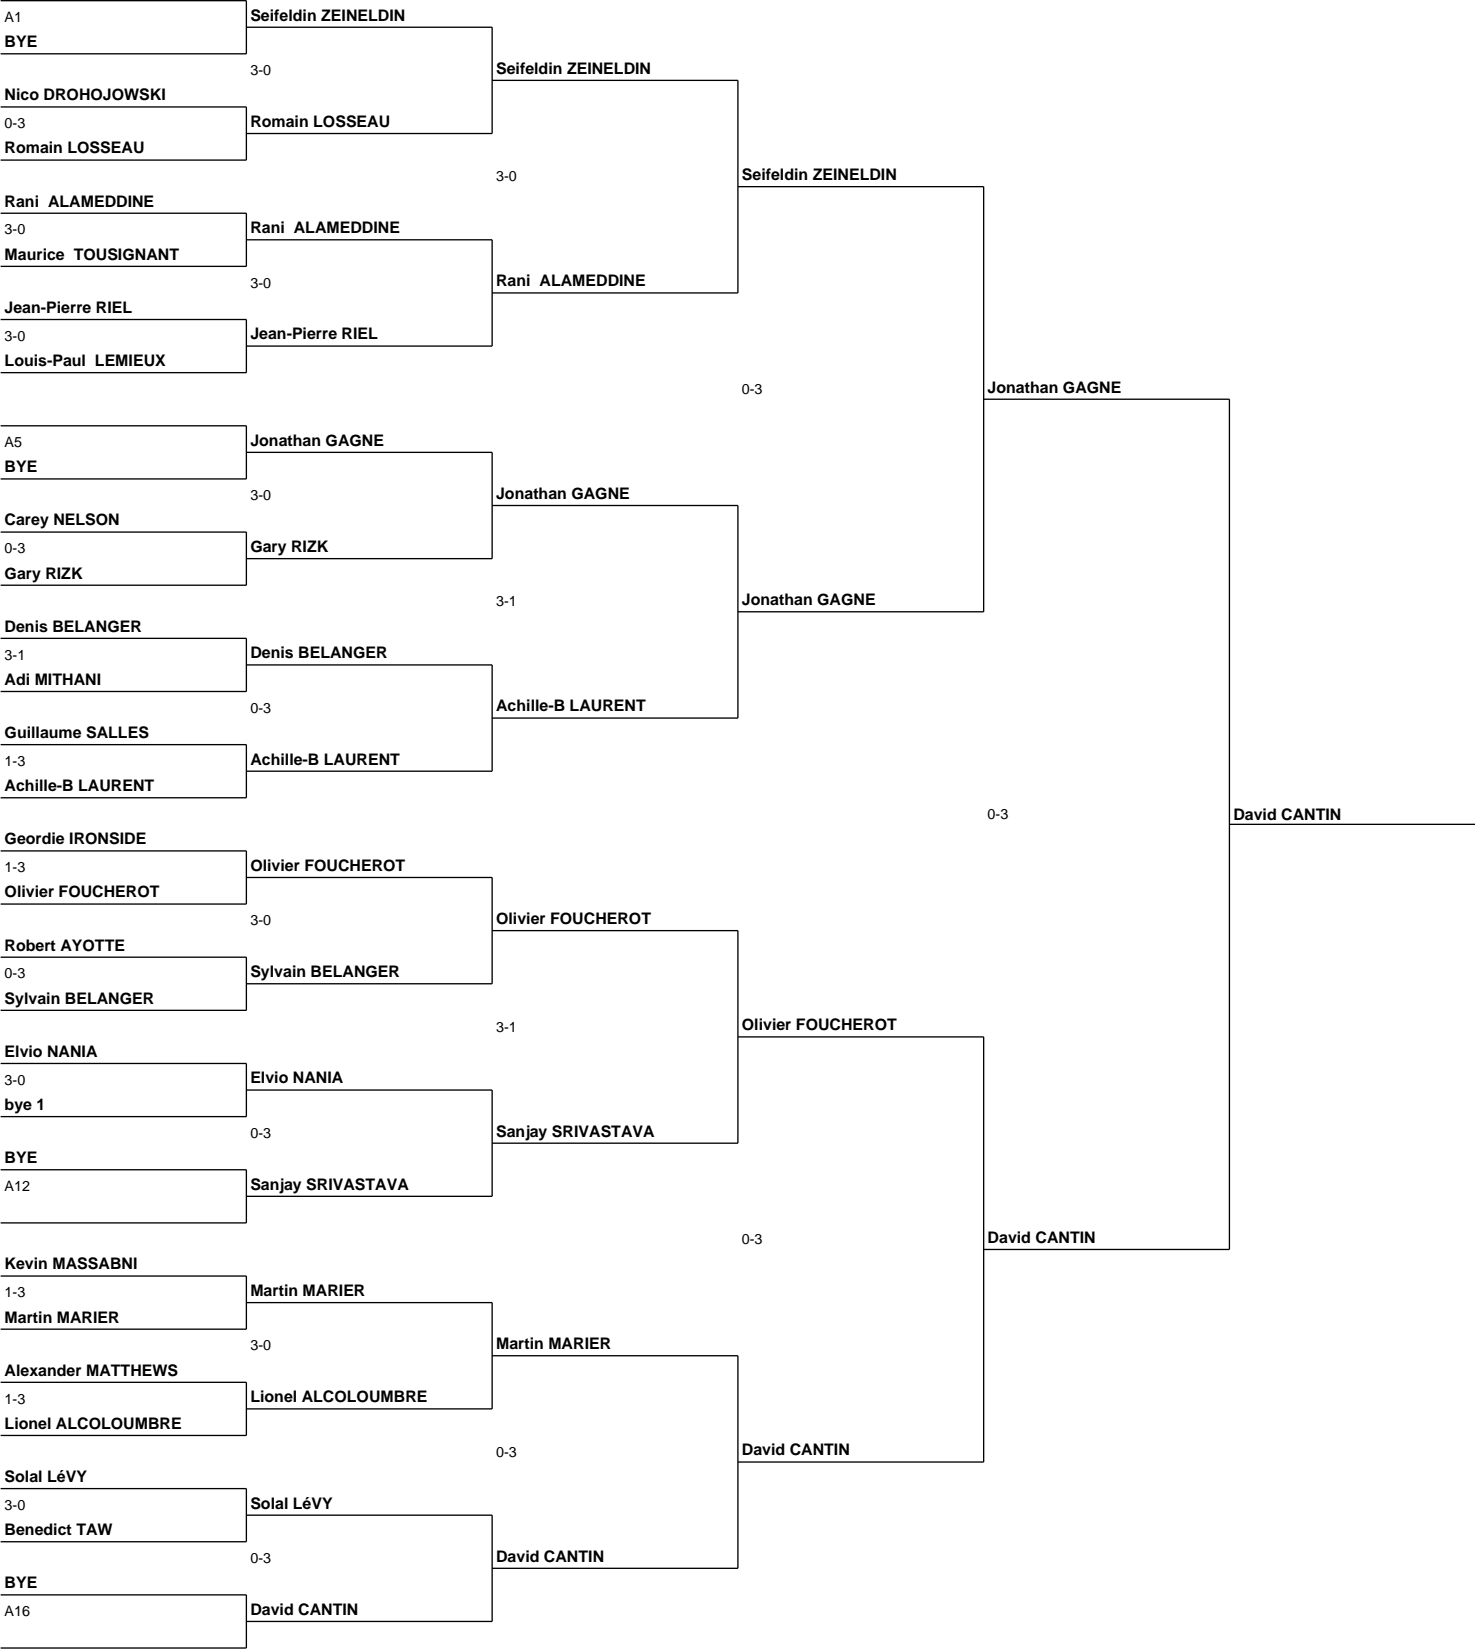 A1
BYE
Seifeldin ZEINELDIN
3-0
Seifeldin ZEINELDIN
Nico DROHOJOWSKI
0-3
Romain LOSSEAU
Romain LOSSEAU
3-0
Seifeldin ZEINELDIN
Rani ALAMEDDINE
3-0
Maurice TOUSIGNANT
Rani ALAMEDDINE
3-0
Rani ALAMEDDINE
Jean-Pierre RIEL
3-0
Louis-Paul LEMIEUX
Jean-Pierre RIEL
0-3
Jonathan GAGNE
A5
BYE
Jonathan GAGNE
3-0
Jonathan GAGNE
Carey NELSON
0-3
Gary RIZK
Gary RIZK
3-1
Jonathan GAGNE
Denis BELANGER
3-1
Adi MITHANI
Denis BELANGER
0-3
Achille-B LAURENT
Guillaume SALLES
1-3
Achille-B LAURENT
Achille-B LAURENT
0-3
David CANTIN
Geordie IRONSIDE
1-3
Olivier FOUCHEROT
Olivier FOUCHEROT
3-0
Olivier FOUCHEROT
Robert AYOTTE
0-3
Sylvain BELANGER
Sylvain BELANGER
3-1
Olivier FOUCHEROT
Elvio NANIA
3-0
bye 1
Elvio NANIA
0-3
Sanjay SRIVASTAVA
BYE
A12
Sanjay SRIVASTAVA
0-3
David CANTIN
Kevin MASSABNI
1-3
Martin MARIER
Martin MARIER
3-0
Martin MARIER
Alexander MATTHEWS
1-3
Lionel ALCOLOUMBRE
Lionel ALCOLOUMBRE
0-3
David CANTIN
Solal LéVY
3-0
Benedict TAW
Solal LéVY
0-3
David CANTIN
BYE
A16
David CANTIN